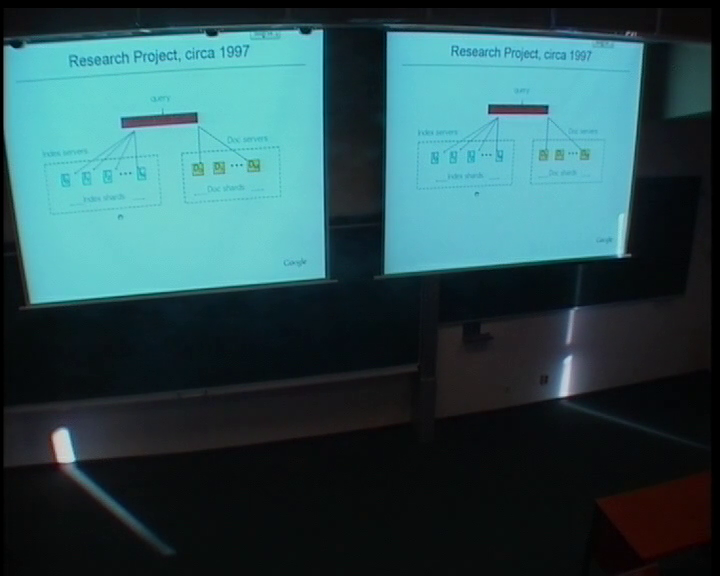 Research Project, circa 1997
query
Index servers
Doc servers
Index shards
Doc shards
Google
Research Project, circa 1997
query
Index servers
Doc servers
Index shards
Doc shards
Google